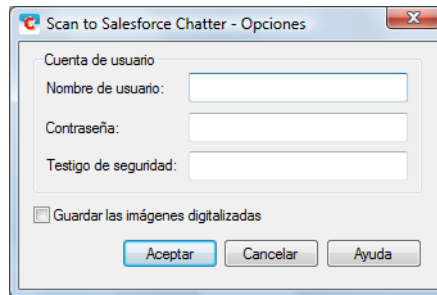 Scan to Salesforce Chatter - Opciones
Cuenta de usuario
Nombre de usuario:
Contraseña:
Testigo de seguridad:
Guardar las imágenes digitalizadas
Aceptar Cancelar Ayuda